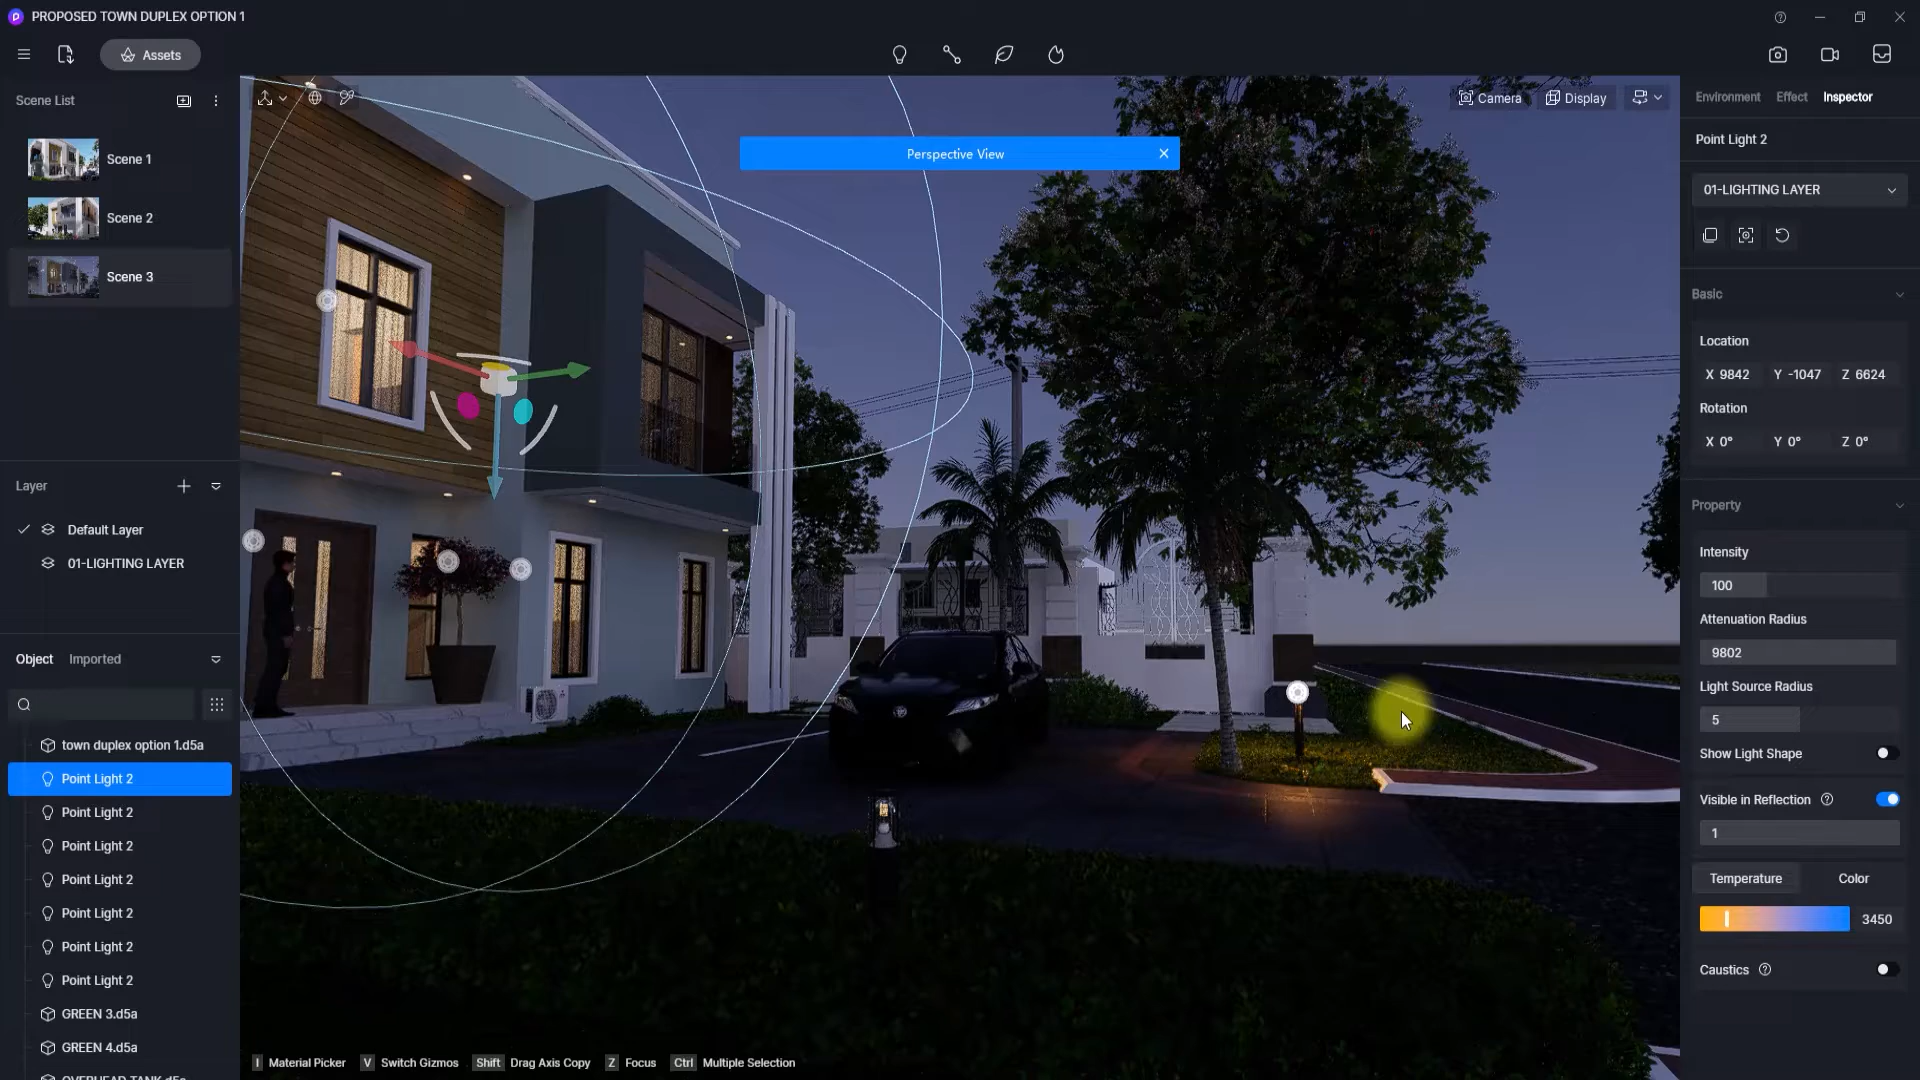 PROPOSED TOWN DUPLEX OPTION 1
Assets
Scene List
Scene 1
Scene 2
Scene 3
Layer
Default Layer
01-LIGHTING LAYER
Object Imported
town duplex option 1.d5a
Point Light 2
Point Light 2
Point Light 2
Point Light 2
Point Light 2
Point Light 2
Point Light 2
GREEN 3.d5a
GREEN 4.d5a
OVERHEAD TANK.d5a
Camera Display
Perspective View
I Material Picker V Switch Gizmos Shift Drag Axis Copy Z Focus Ctrl Multiple Selection
Environment Effect Inspector
Point Light 2
01-LIGHTING LAYER
Basic
Location
X 9842 Y -1047 Z 6624
Rotation
X 0° Y 0° Z 0°
Property
Intensity
100
Attenuation Radius
9802
Light Source Radius
5
Show Light Shape
Visible in Reflection
1
Temperature Color
3450
Caustics